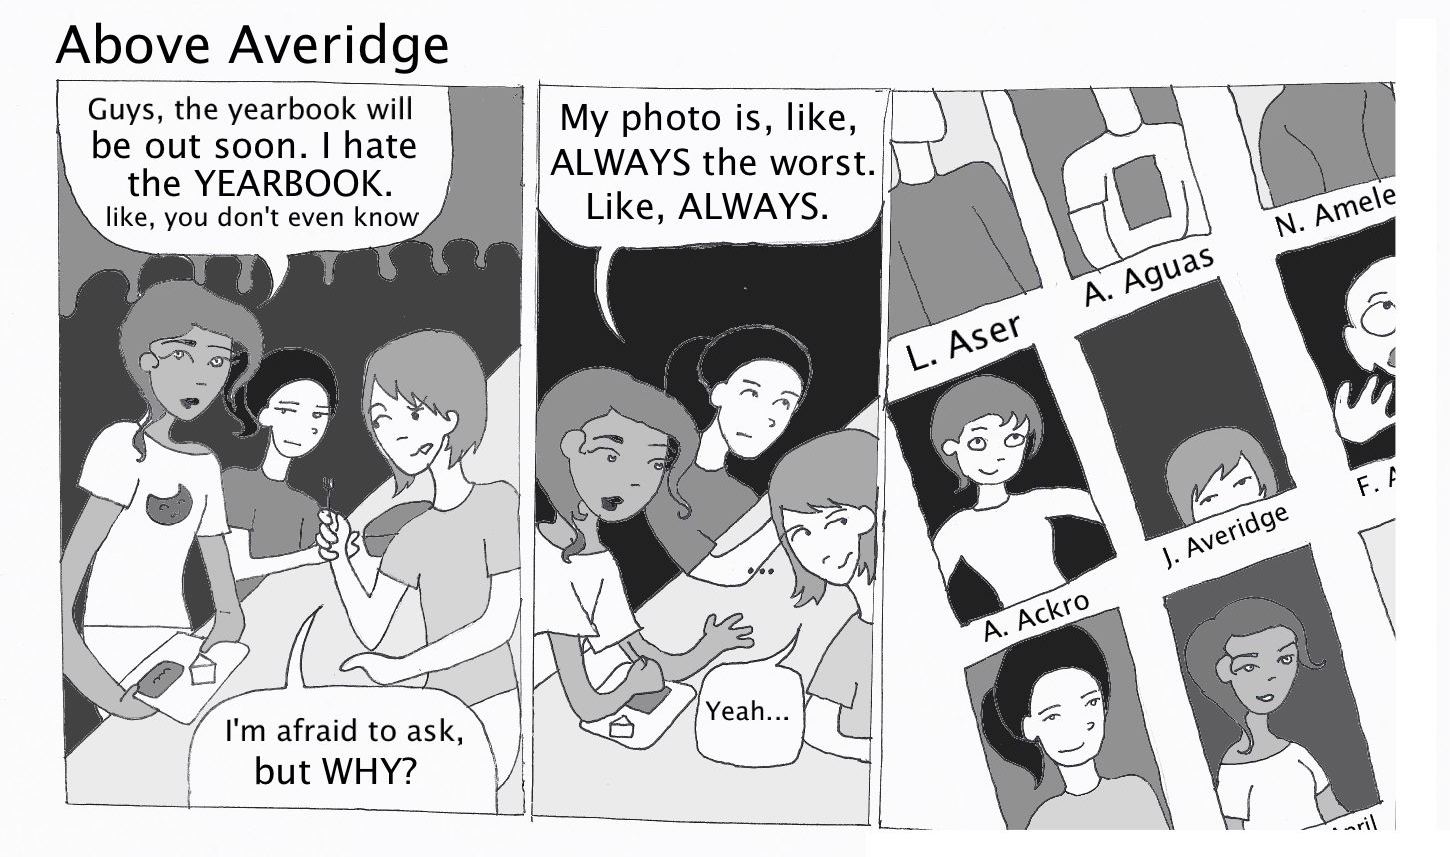 Above Averidge
Guys, the yearbook will
be out soon. I hate
the YEARBOOK.
like, you don't even know
I'm afraid to ask,
but WHY?
My photo is, like,
ALWAYS the worst.
Like, ALWAYS.
...
Yeah...
L. Aser
A. Aguas
N. Amele
A. Ackro
J. Averidge
F. A